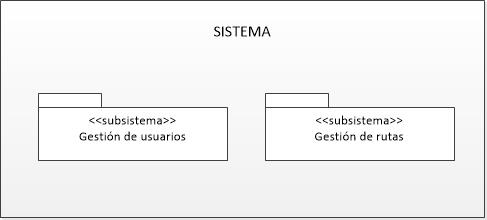 SISTEMA
<<subsistema>>
Gestión de usuarios
<<subsistema>>
Gestión de rutas